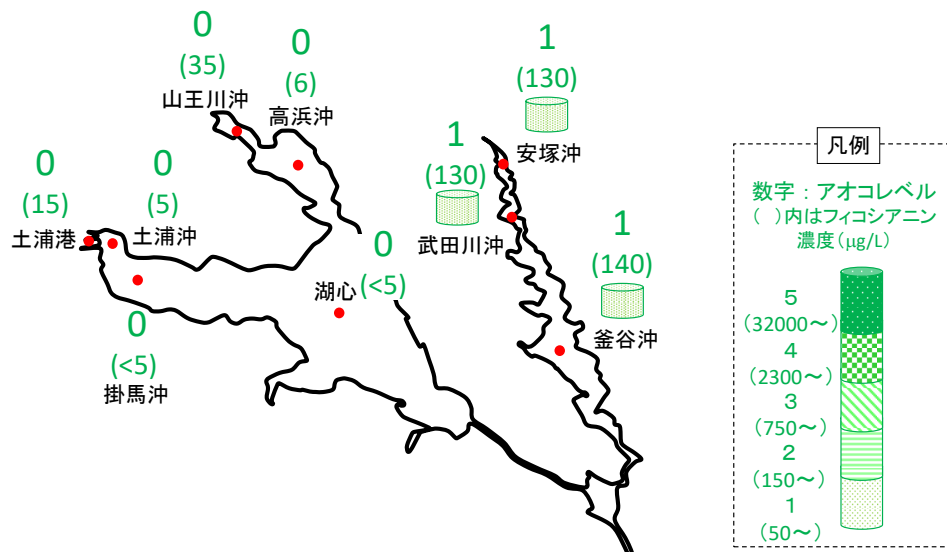 0
(35)
山王川沖
0
(6)
高浜沖
1
(130)
安塚沖
1
(130)
武田川沖
0
(15)
土浦港
0
(5)
土浦沖
0
(<5)
湖心
1
(140)
釜谷沖
0
(<5)
掛馬沖
凡例
数字：アオコレベル
( )内はフィコシアニン
濃度(μg/L)
5
(32000～)
4
(2300～)
3
(750～)
2
(150～)
1
(50～)